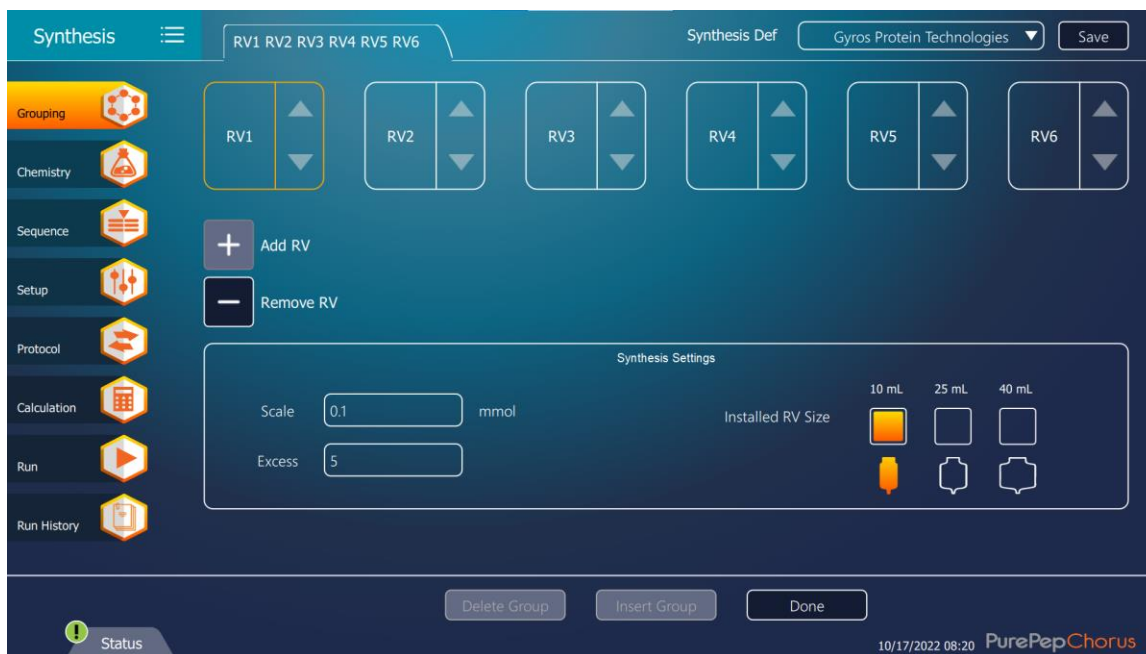 Synthesis
RV1 RV2 RV3 RV4 RV5 RV6
Synthesis Def
Gyros Protein Technologies
Save
Grouping
Chemistry
Sequence
Setup
Protocol
Calculation
Run
Run History
RV1
RV2
RV3
RV4
RV5
RV6
+ Add RV
− Remove RV
Synthesis Settings
Scale 0.1 mmol
Excess 5
Installed RV Size
10 mL 25 mL 40 mL
Delete Group
Insert Group
Done
! Status
10/17/2022 08:20 PurePepChorus